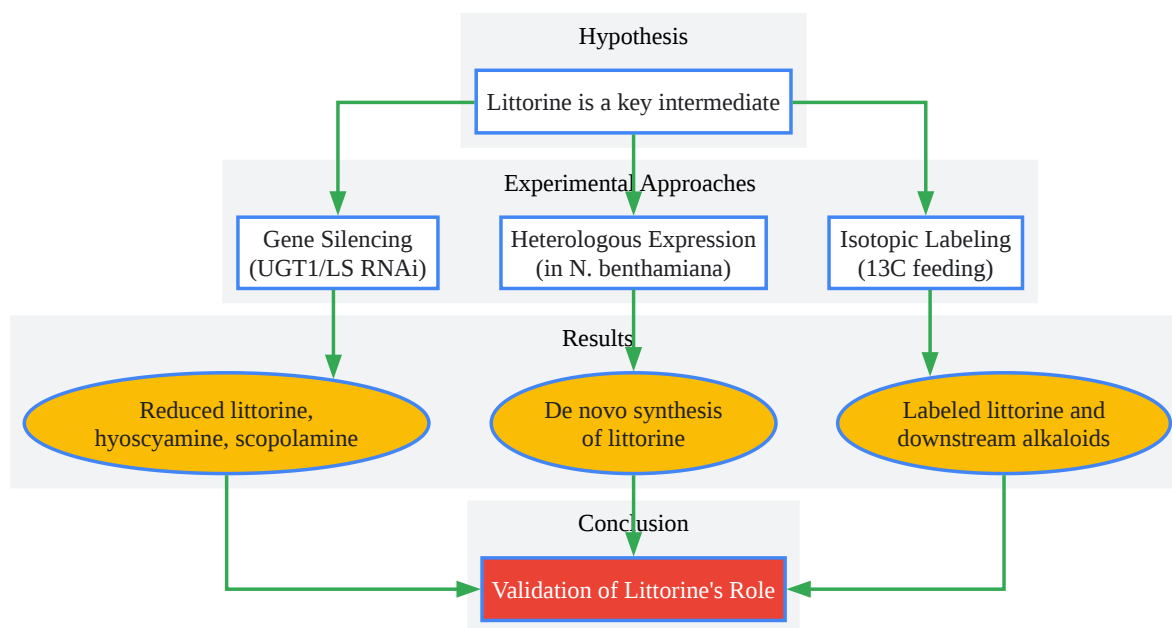 Hypothesis
Littorine is a key intermediate
Experimental Approaches
Gene Silencing
(UGT1/LS RNAi)
Heterologous Expression
(in N. benthamiana)
Isotopic Labeling
(13C feeding)
Results
Reduced littorine,
hyoscyamine, scopolamine
De novo synthesis
of littorine
Labeled littorine and
downstream alkaloids
Conclusion
Validation of Littorine's Role